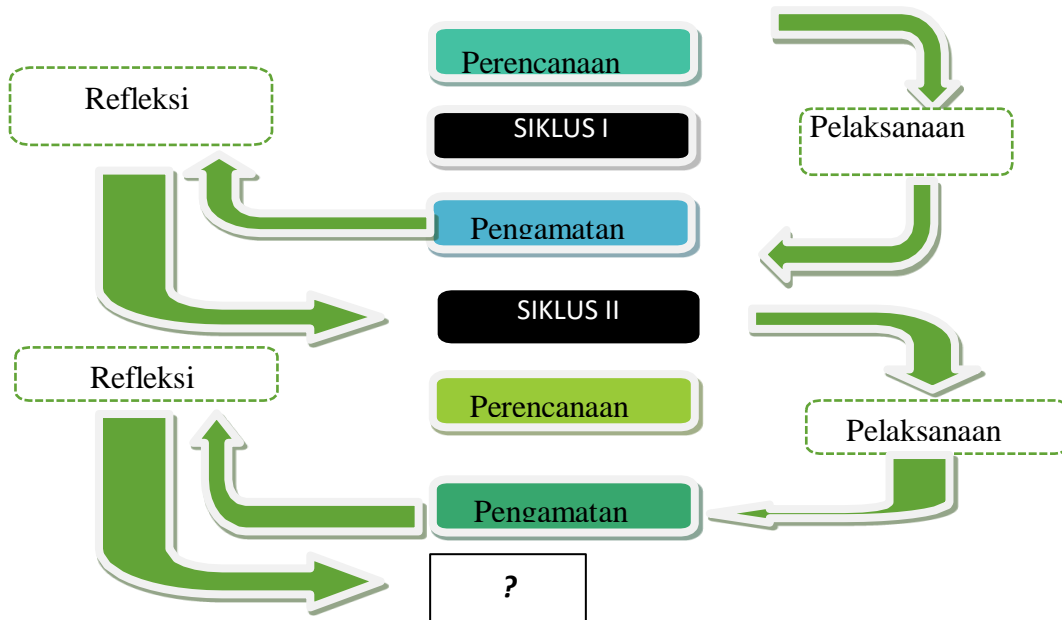 Perencanaan
Refleksi
SIKLUS I
Pelaksanaan
Pengamatan
SIKLUS II
Refleksi
Perencanaan
Pelaksanaan
Pengamatan
?